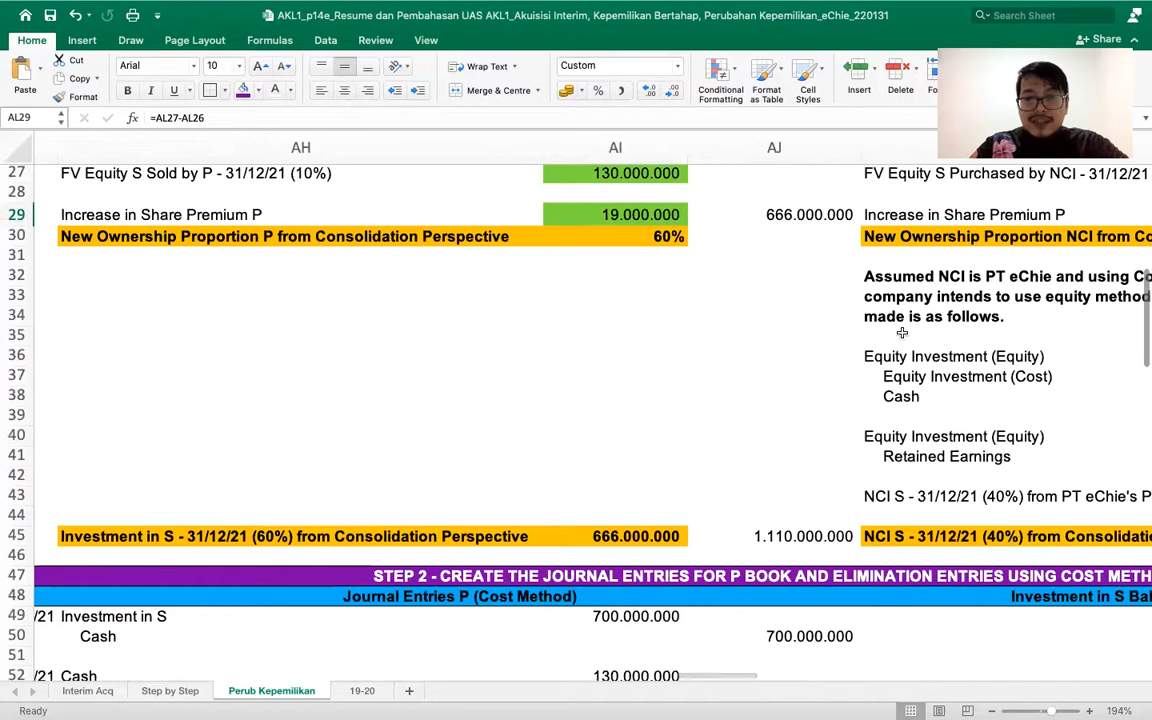 AKL1_p14e_Resume dan Pembahasan UAS AKL1_Akuisisi Interim, Kepemilikan Bertahap, Perubahan Kepemilikan_eChie_220131
Search Sheet
Home Insert Draw Page Layout Formulas Data Review View
Share
Paste
Cut
Copy
Format
Arial 10
B I U
Wrap Text
Merge & Centre
Custom
Conditional Formatting
Format as Table
Cell Styles
Insert
Delete
AL29 fx =AL27-AL26
AH AI AJ
27 FV Equity S Sold by P - 31/12/21 (10%) 130.000.000 FV Equity S Purchased by NCI - 31/12/21
28
29 Increase in Share Premium P 19.000.000 666.000.000 Increase in Share Premium P
30 New Ownership Proportion P from Consolidation Perspective 60% New Ownership Proportion NCI from Co
31
32 Assumed NCI is PT eChie and using Co
33 company intends to use equity method
34 made is as follows.
35
36 Equity Investment (Equity)
37 Equity Investment (Cost)
38 Cash
39
40 Equity Investment (Equity)
41 Retained Earnings
42
43 NCI S - 31/12/21 (40%) from PT eChie's P
44
45 Investment in S - 31/12/21 (60%) from Consolidation Perspective 666.000.000 1.110.000.000 NCI S - 31/12/21 (40%) from Consolidati
46
47 STEP 2 - CREATE THE JOURNAL ENTRIES FOR P BOOK AND ELIMINATION ENTRIES USING COST METH
48 Journal Entries P (Cost Method) Investment in S Bal
49 /21 Investment in S 700.000.000
50 Cash 700.000.000
51
52 /21 Cash 130.000.000
Interim Acq Step by Step Perub Kepemilikan 19-20 +
Ready 194%